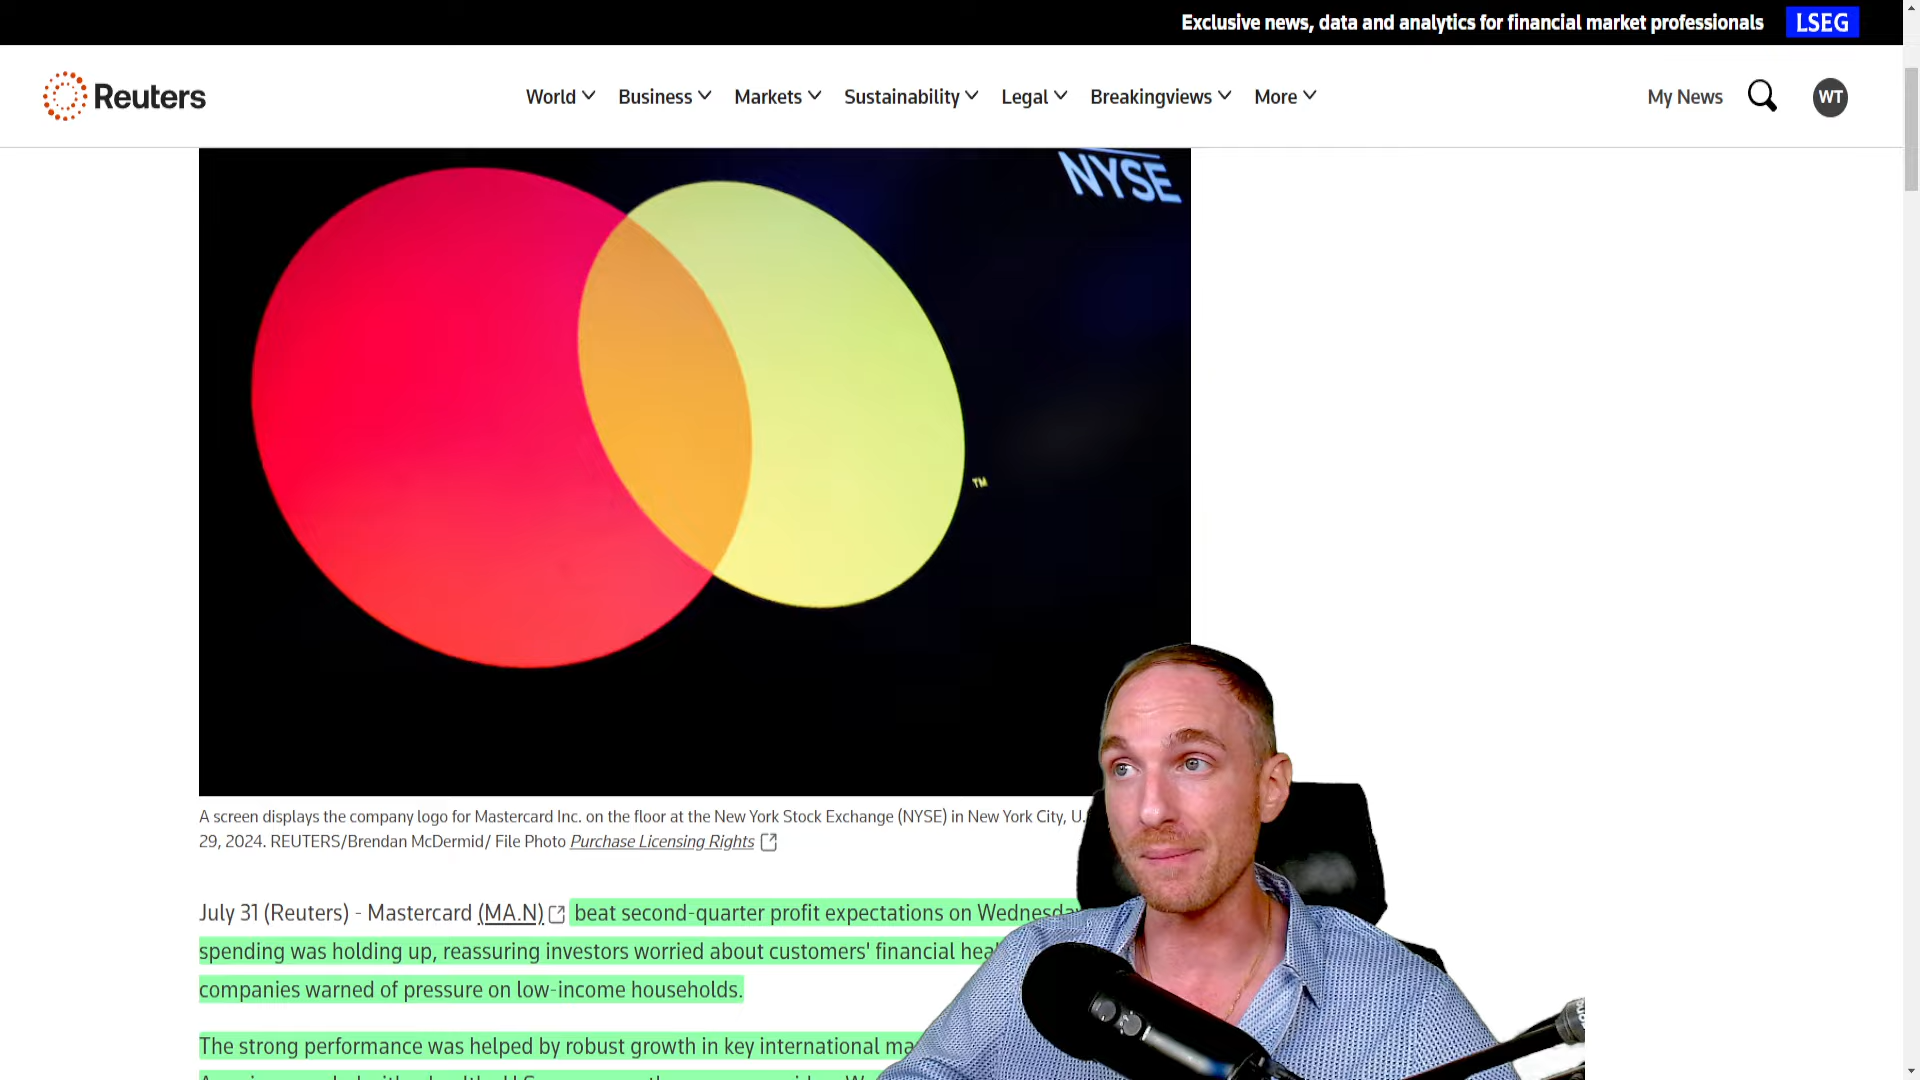 Exclusive news, data and analytics for financial market professionals LSEG
Reuters World Business Markets Sustainability Legal Breakingviews More My News WT
NYSE
TM
A screen displays the company logo for Mastercard Inc. on the floor at the New York Stock Exchange (NYSE) in New York City, U.
29, 2024. REUTERS/Brendan McDermid/ File Photo Purchase Licensing Rights
July 31 (Reuters) - Mastercard (MA.N) beat second-quarter profit expectations on Wednesday
spending was holding up, reassuring investors worried about customers' financial
companies warned of pressure on low-income households.
The strong performance was helped by robust growth in key international